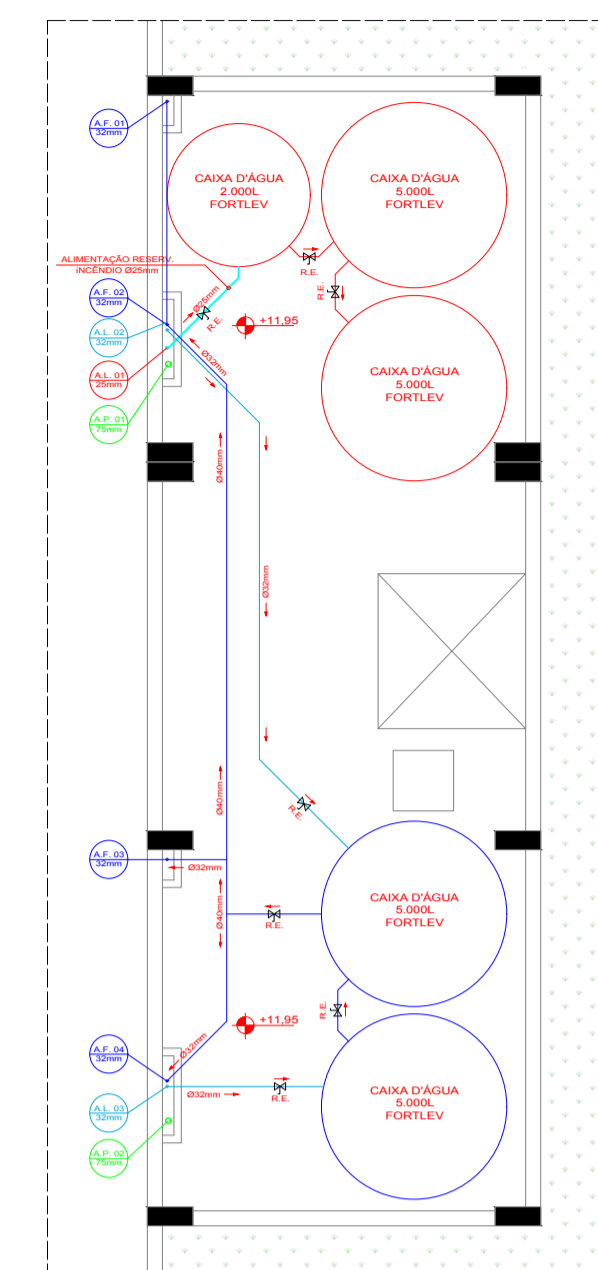 A.F. 01
32mm
CAIXA D'ÁGUA
2.000L
FORTLEV
CAIXA D'ÁGUA
5.000L
FORTLEV
R.E.
ALIMENTAÇÃO RESERV.
iNCÊNDIO Ø25mm
R.E.
A.F. 02
32mm
Ø25mm
R.E.
+11,95
A.L. 02
32mm
Ø32mm
A.L. 01
25mm
CAIXA D'ÁGUA
5.000L
FORTLEV
A.P. 01
75mm
Ø40mm
Ø32mm
Ø40mm
R.E.
A.F. 03
32mm
Ø32mm
CAIXA D'ÁGUA
5.000L
FORTLEV
Ø40mm
R.E.
R.E.
+11,95
A.F. 04
32mm
Ø32mm
A.L. 03
32mm
Ø32mm
R.E.
CAIXA D'ÁGUA
5.000L
FORTLEV
A.P. 02
75mm